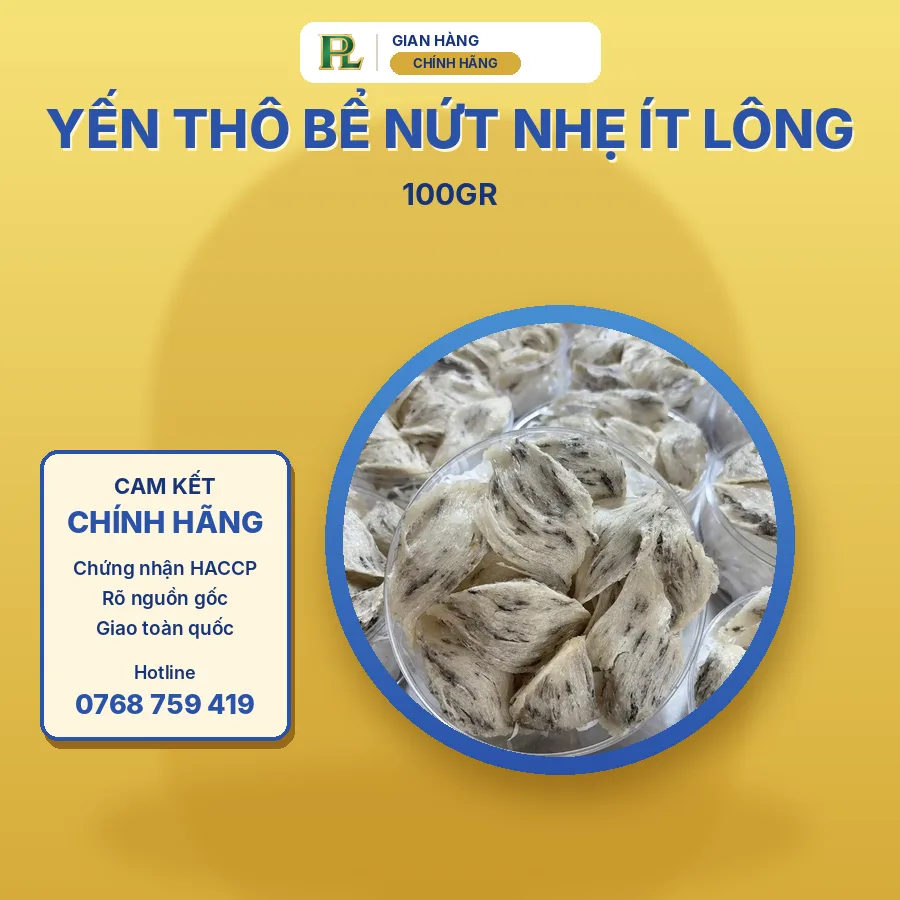 PL
GIAN HÀNG
CHÍNH HÃNG
YẾN THÔ BỂ NỨT NHẸ ÍT LÔNG
100GR
CAM KẾT
CHÍNH HÃNG
Chứng nhận HACCP
Rõ nguồn gốc
Giao toàn quốc
Hotline
0768 759 419